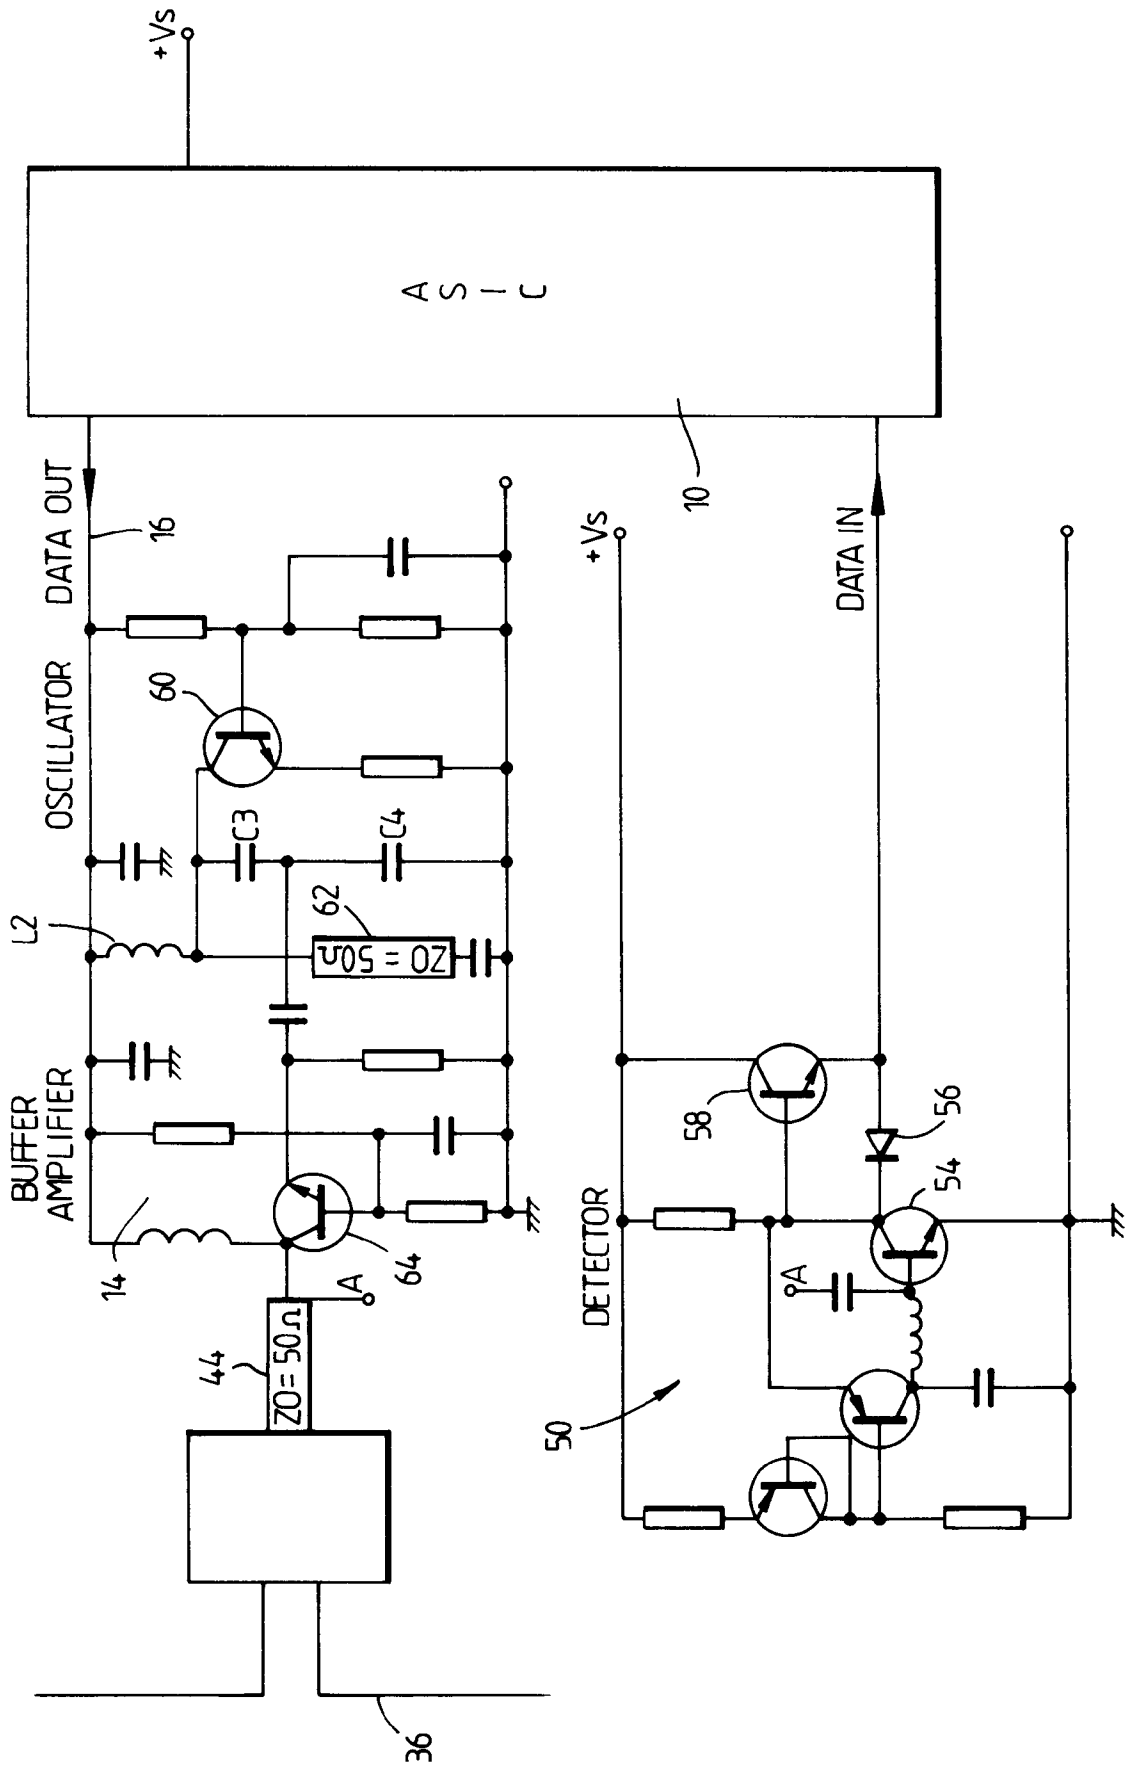 +Vs
A S I C
10
DATA OUT
16
OSCILLATOR
60
C3
C4
L2
62
ZO = 50Ω
BUFFER
AMPLIFIER
14
64
A
44
ZO = 50Ω
36
+Vs
DATA IN
58
56
54
DETECTOR
A
50